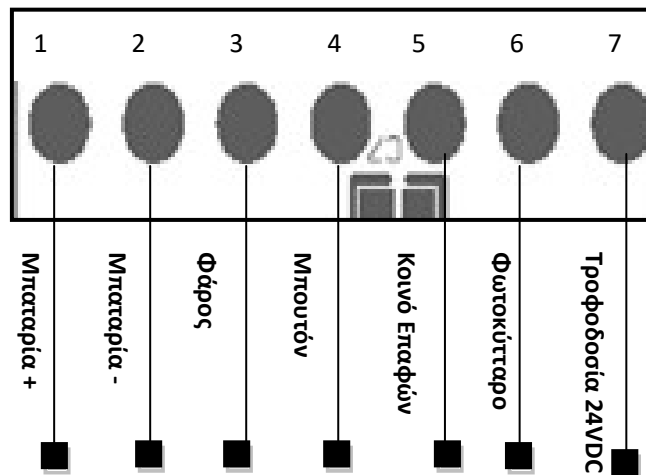 1 2 3 4 5 6 7
Μπαταρία +
Μπαταρία -
Φάρος
Μπουτόν
Κοινό Επαφών
Φωτοκύτταρο
Τροφοδοσία 24VDC